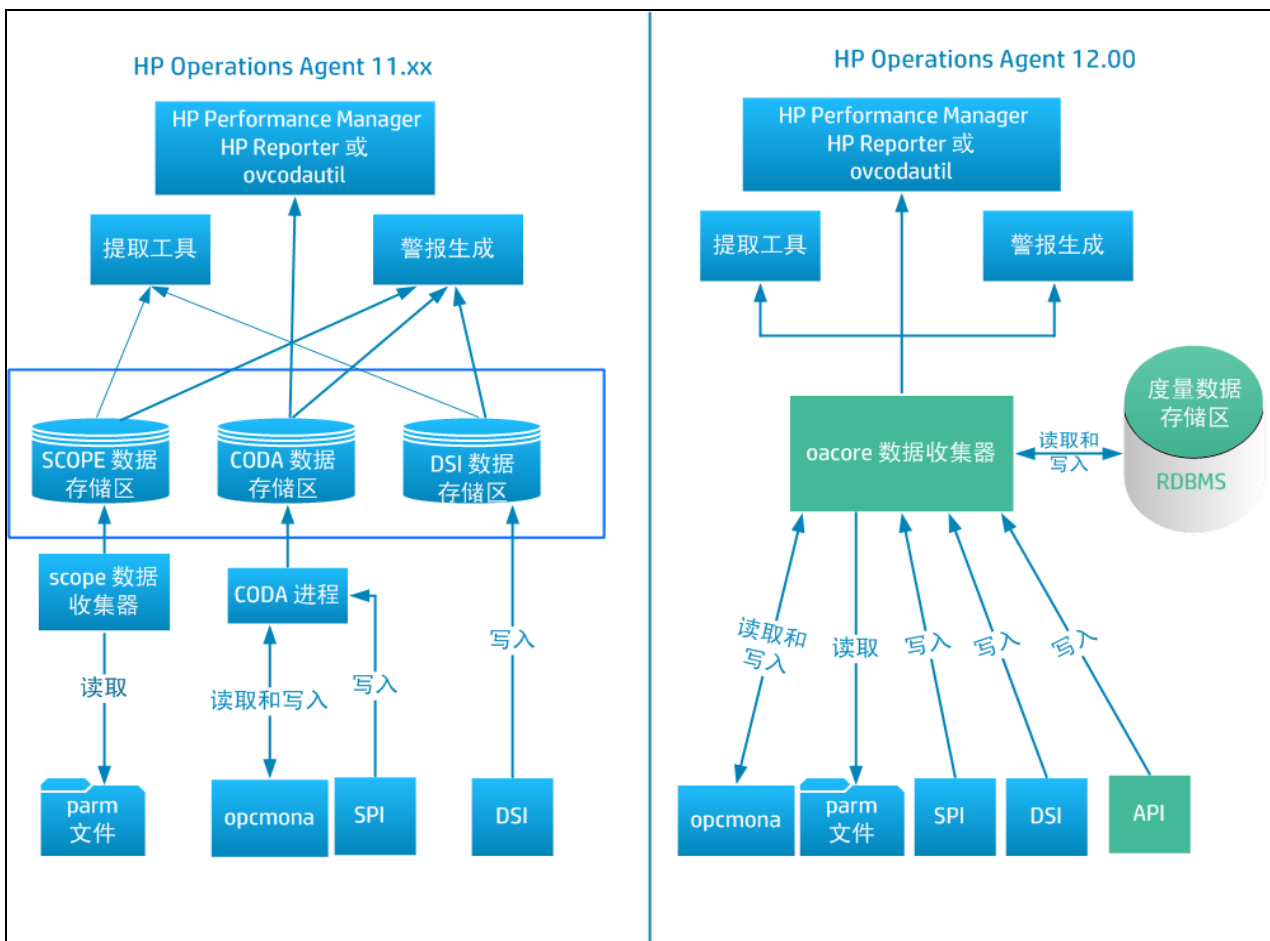 HP Operations Agent 11.xx
HP Performance Manager
HP Reporter 或
ovcodautil
提取工具
警报生成
SCOPE 数据
存储区
CODA 数据
存储区
DSI 数据
存储区
scope 数据
收集器
CODA 进程
写入
读取
读取和写入
写入
parm
文件
opcmona
SPI
DSI
HP Operations Agent 12.00
HP Performance Manager
HP Reporter 或
ovcodautil
提取工具
警报生成
oacore 数据收集器
读取和
写入
度量数据
存储区
RDBMS
读取和
写入
读取
写入
写入
写入
opcmona
parm
文件
SPI
DSI
API